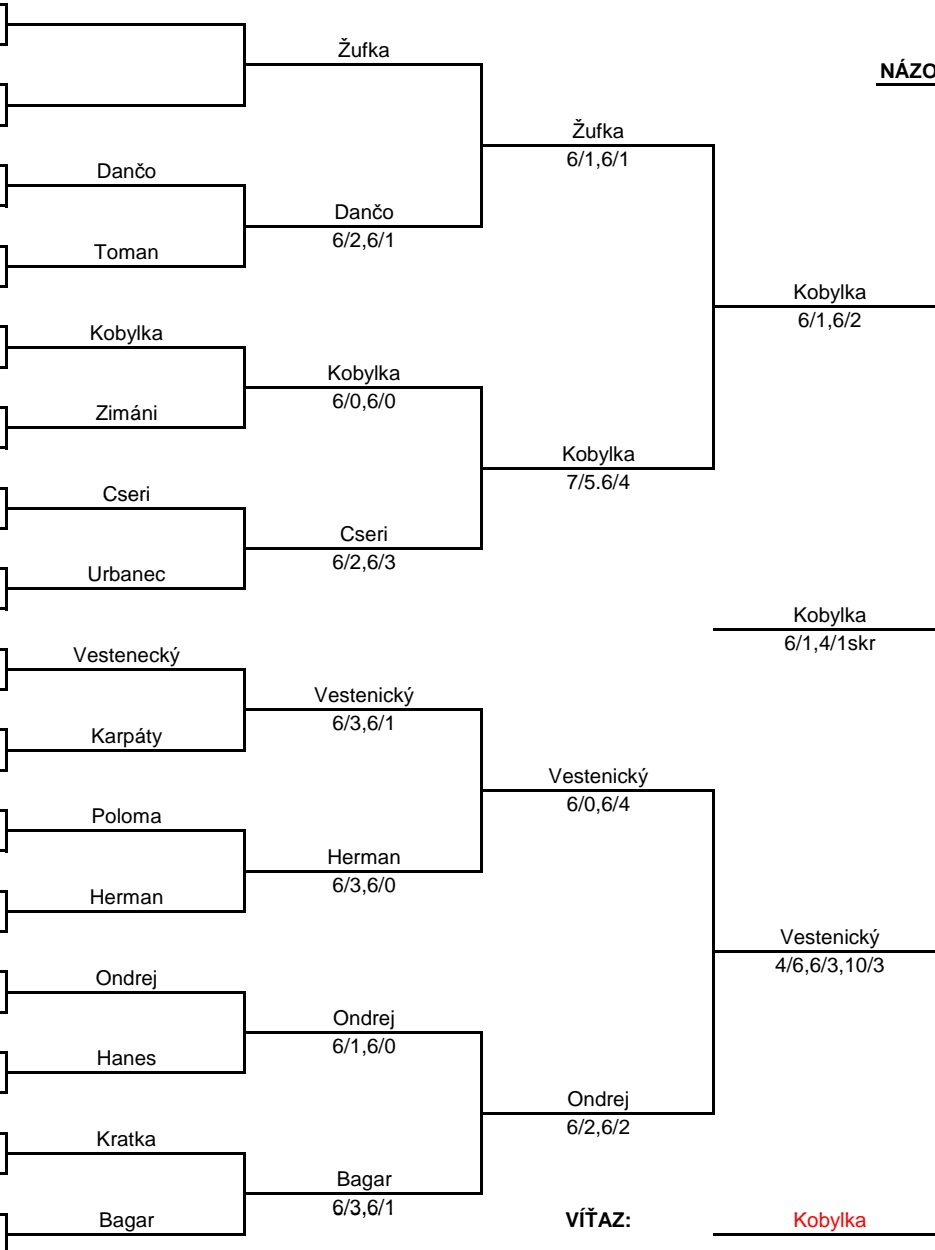 Žufka
NÁZO
Žufka
6/1,6/1
Dančo
Dančo
6/2,6/1
Toman
Kobylka
6/1,6/2
Kobylka
Kobylka
6/0,6/0
Zimáni
Kobylka
7/5.6/4
Cseri
Cseri
6/2,6/3
Urbanec
Kobylka
6/1,4/1skr
Vestenecký
Vestenický
6/3,6/1
Karpáty
Vestenický
6/0,6/4
Poloma
Herman
6/3,6/0
Herman
Vestenický
4/6,6/3,10/3
Ondrej
Ondrej
6/1,6/0
Hanes
Ondrej
6/2,6/2
Kratka
Bagar
6/3,6/1
Bagar
VÍŤAZ:
Kobylka